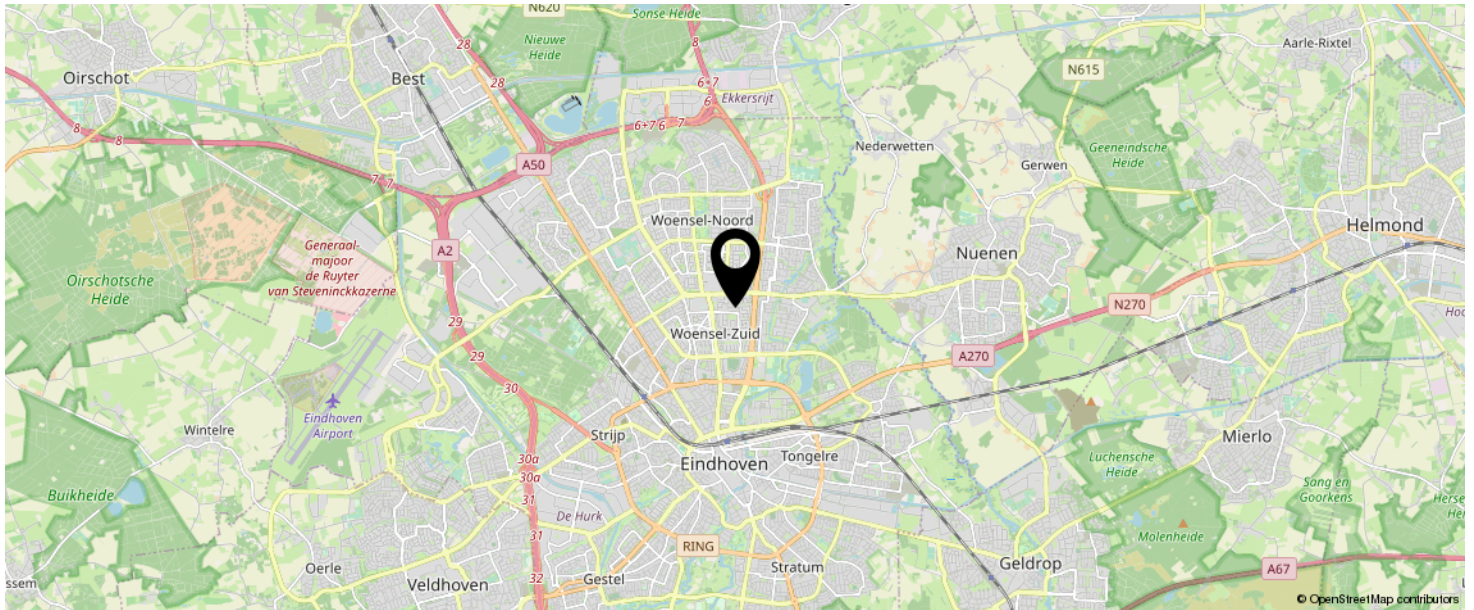 N620
Sonse Heide
Aarle-Rixtel
28
Nieuwe
Heide
8
Oirschot
Best
N615
28
6+7
6
Ekkersrijt
8
8
6+7
6
7
Nederwetten
Geeneindsche
Heide
A50
Gerwen
7
7
Woensel-Noord
Helmond
Generaal-
majoor
de Ruyter
van Steveninckkazerne
A2
Nuenen
Oirschotsche
Heide
N270
29
Woensel-Zuid
29
A270
30
Eindhoven
Airport
Wintelre
Strijp
Mierlo
30a
Eindhoven
Tongelre
Luchensche
Heide
30a
Buikheide
31
Sang en
Goorkens
De Hurk
31
Molenheide
RING
Oerle
Stratum
Geldrop
A67
32
Gestel
Veldhoven
© OpenStreetMap contributors